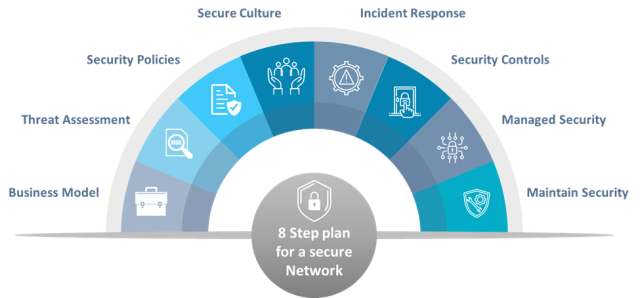 Secure Culture
Incident Response
Security Policies
Security Controls
Threat Assessment
Managed Security
Business Model
Maintain Security
8 Step plan
for a secure
Network